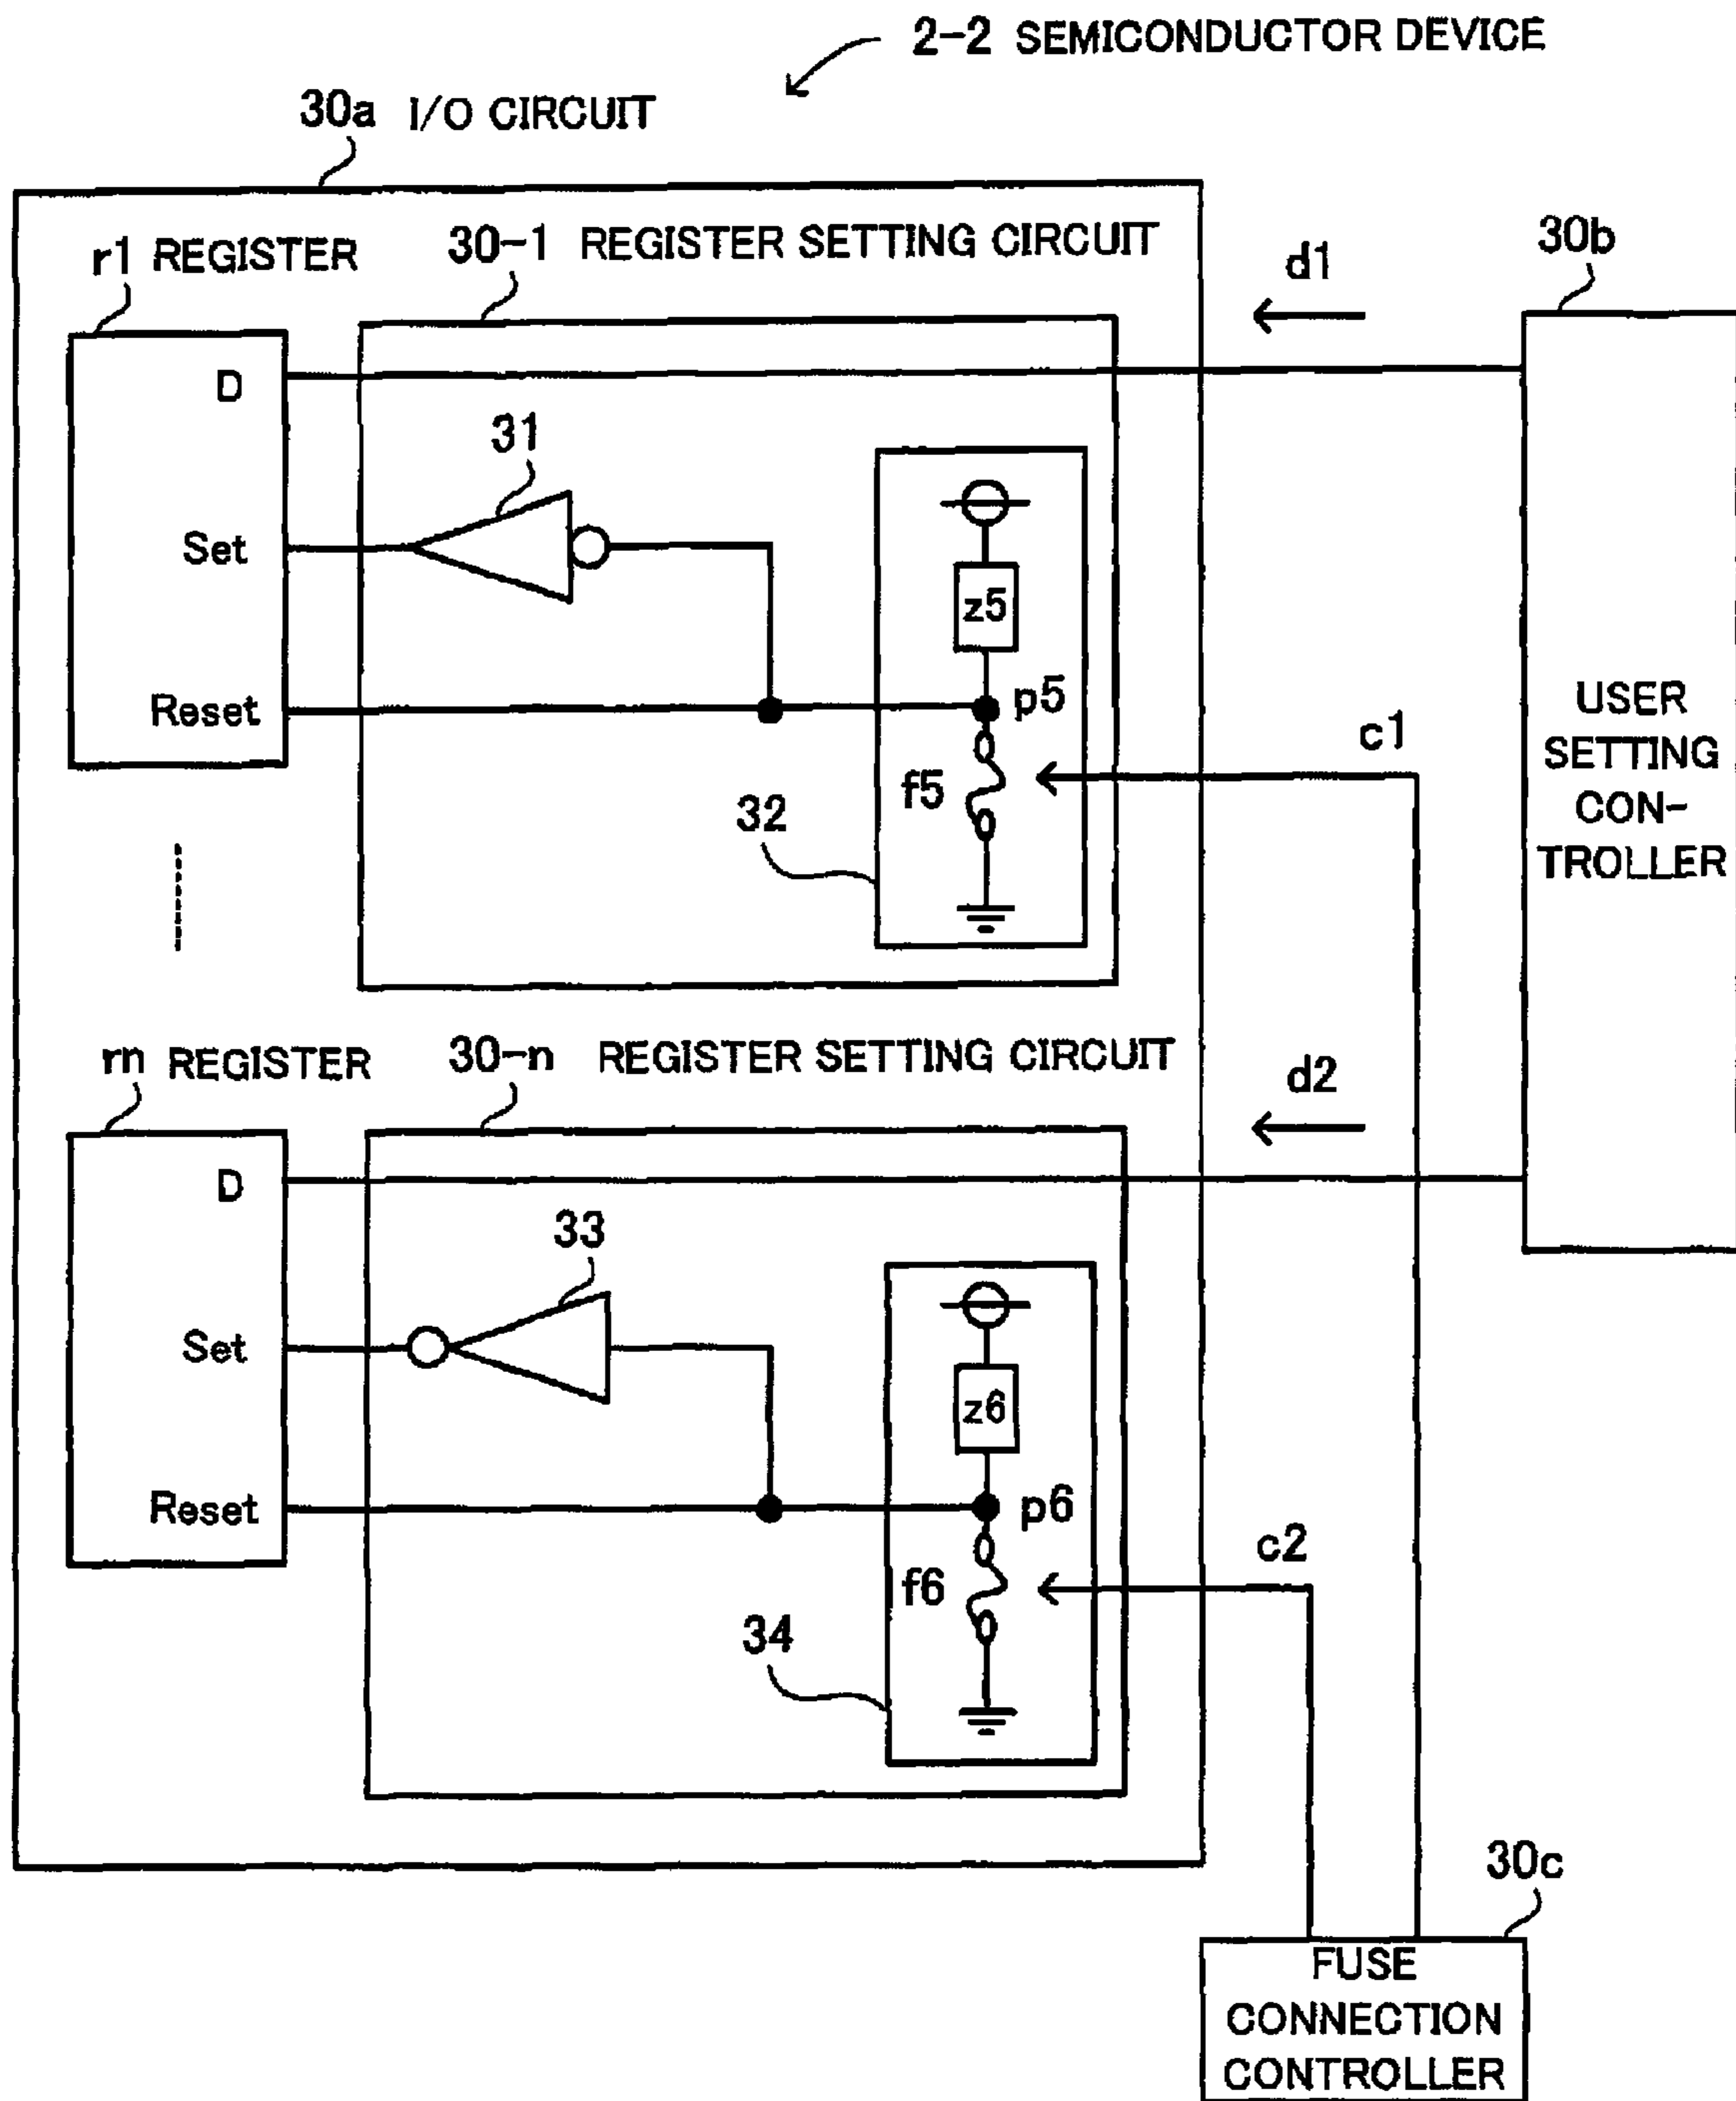 2-2 SEMICONDUCTOR DEVICE
30a I/O CIRCUIT
r1 REGISTER
30-1 REGISTER SETTING CIRCUIT
d1
30b
D
31
Set
z5
Reset
p5
c1
f5
32
USER
SETTING
CON-
TROLLER
rn REGISTER
30-n REGISTER SETTING CIRCUIT
d2
D
33
Set
z6
Reset
p6
c2
f6
34
30c
FUSE
CONNECTION
CONTROLLER